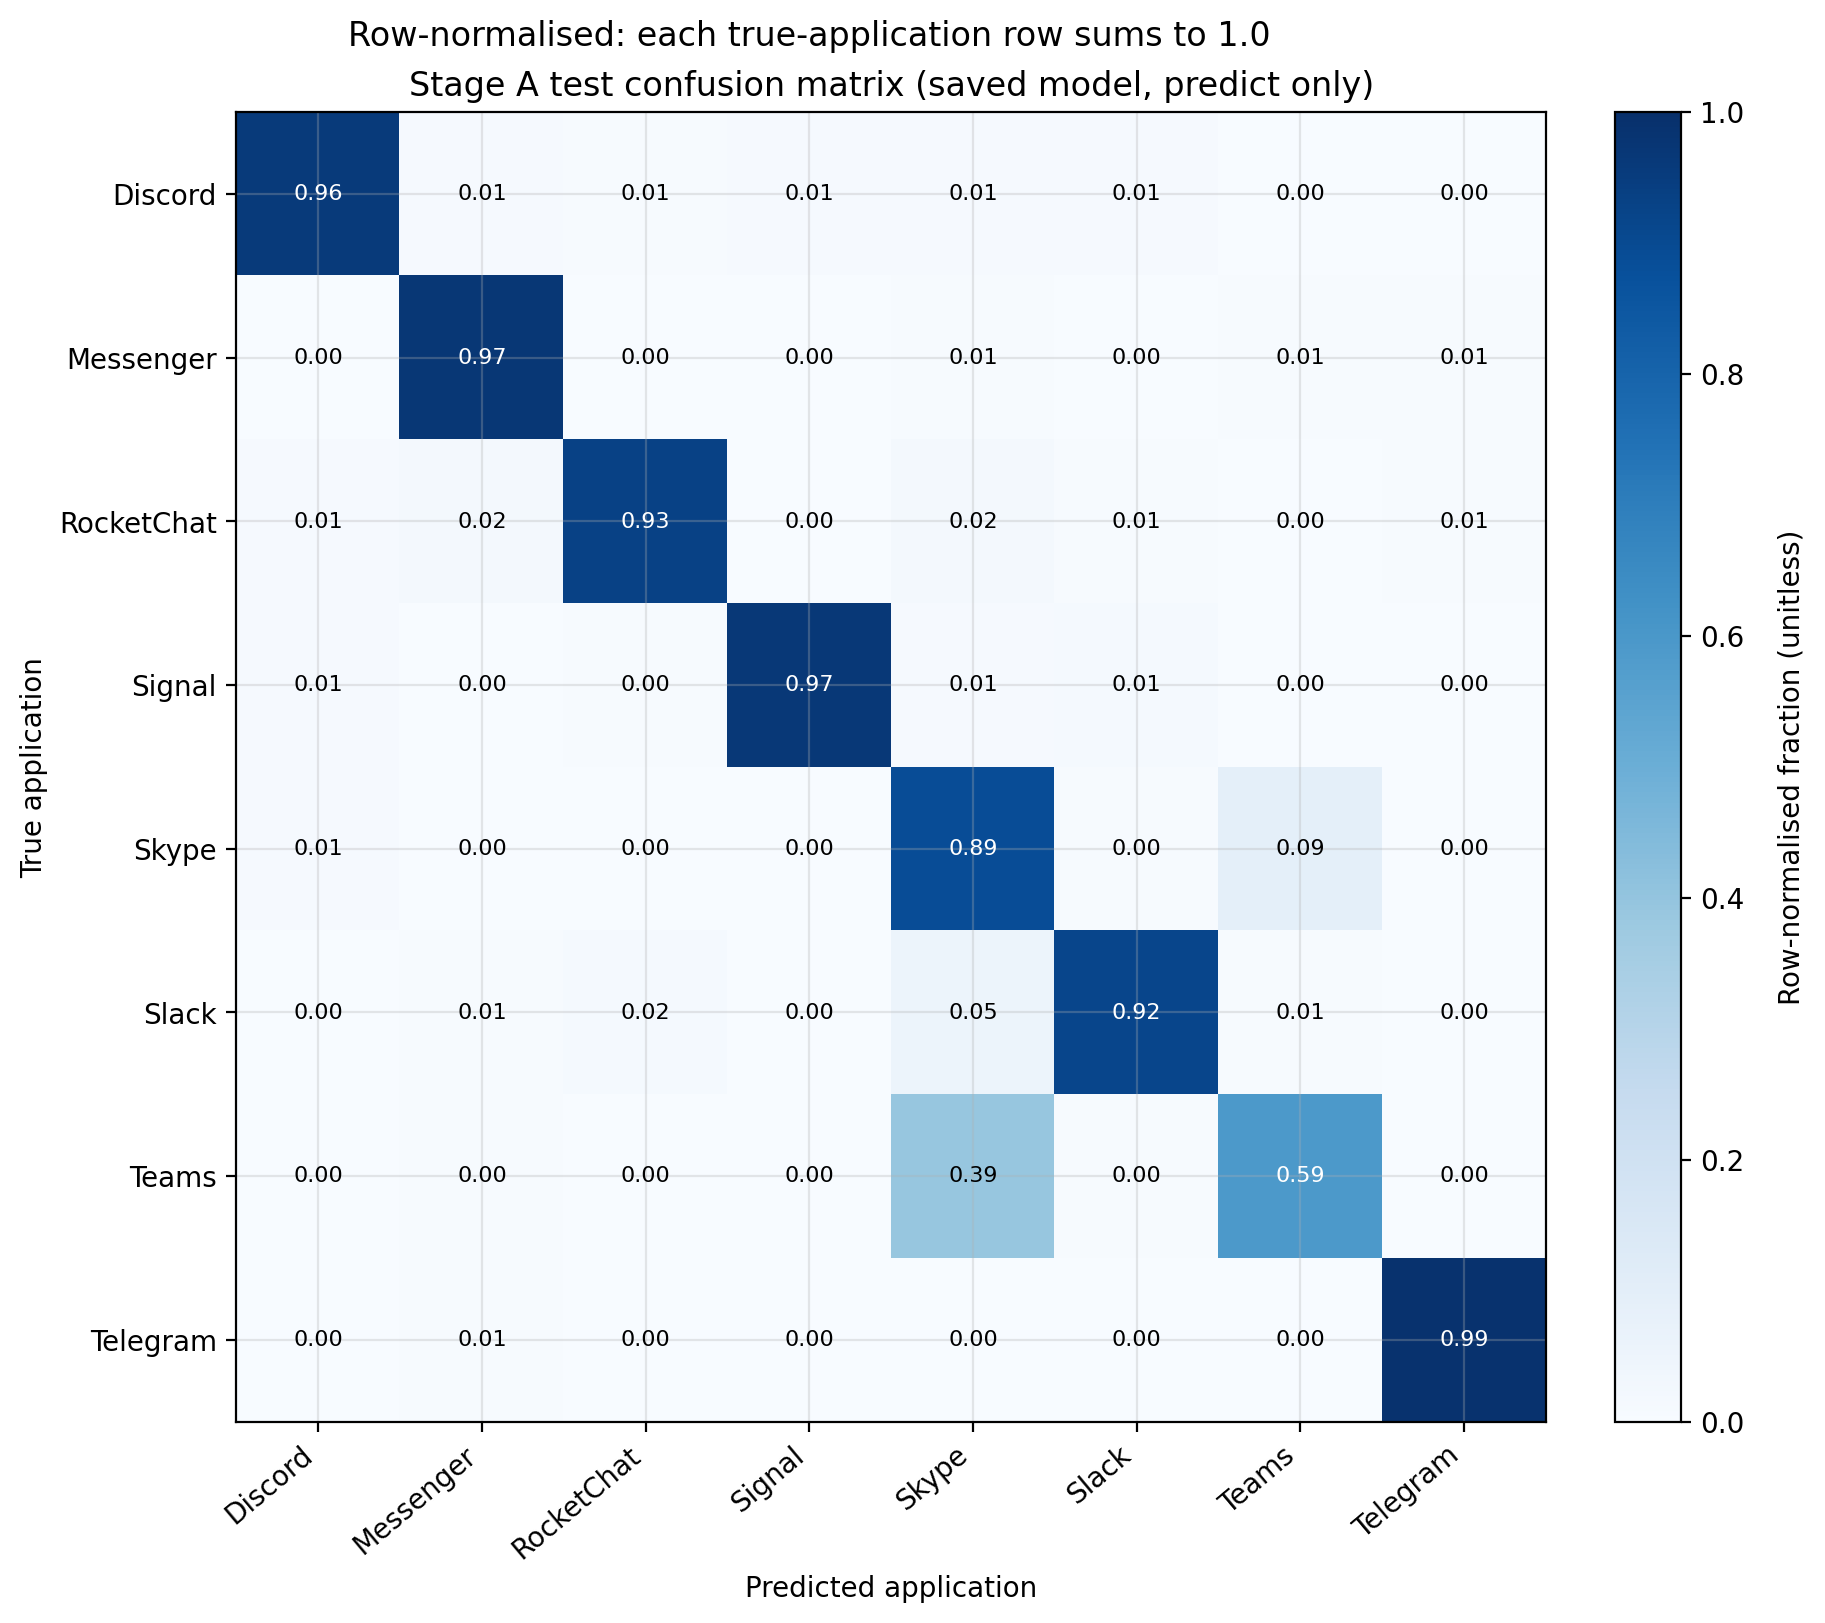 Row-normalised: each true-application row sums to 1.0
Stage A test confusion matrix (saved model, predict only)
Discord 0.96 0.01 0.01 0.01 0.01 0.01 0.00 0.00
Messenger 0.00 0.97 0.00 0.00 0.01 0.00 0.01 0.01
RocketChat 0.01 0.02 0.93 0.00 0.02 0.01 0.00 0.01
Signal 0.01 0.00 0.00 0.97 0.01 0.01 0.00 0.00
Skype 0.01 0.00 0.00 0.00 0.89 0.00 0.09 0.00
Slack 0.00 0.01 0.02 0.00 0.05 0.92 0.01 0.00
Teams 0.00 0.00 0.00 0.00 0.39 0.00 0.59 0.00
Telegram 0.00 0.01 0.00 0.00 0.00 0.00 0.00 0.99
Discord Messenger RocketChat Signal Skype Slack Teams Telegram
Predicted application
True application
1.0
0.8
0.6
0.4
0.2
0.0
Row-normalised fraction (unitless)